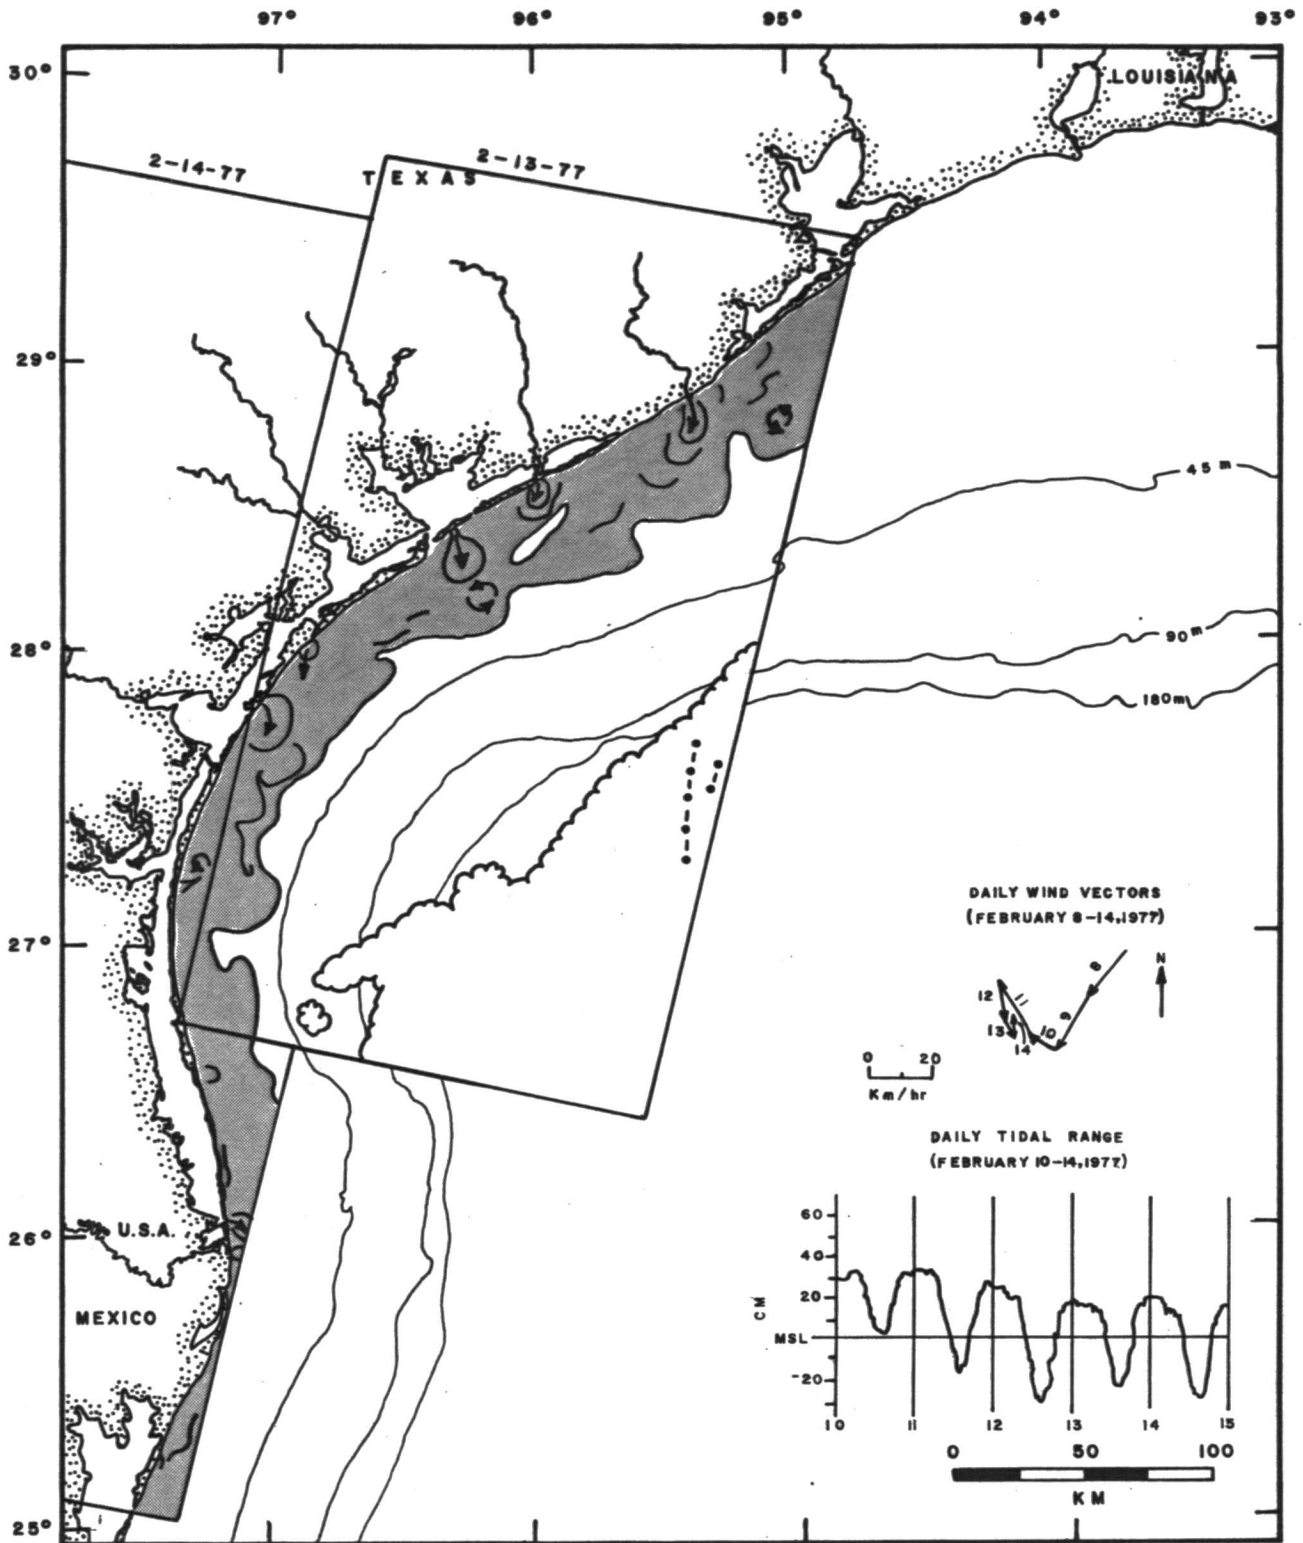 97° 96° 95° 94° 93°
30°
LOUISIANA
2-14-77
2-13-77
TEXAS
29°
45 m
28°
90 m
180 m
DAILY WIND VECTORS
(FEBRUARY 8-14, 1977)
27°
8
N
12
11
9
10
13
14
0 20
Km/hr
DAILY TIDAL RANGE
(FEBRUARY 10-14, 1977)
26°
U.S.A.
60
40
MEXICO
20
CM
MSL
-20
10 11 12 13 14 15
0 50 100
KM
25°